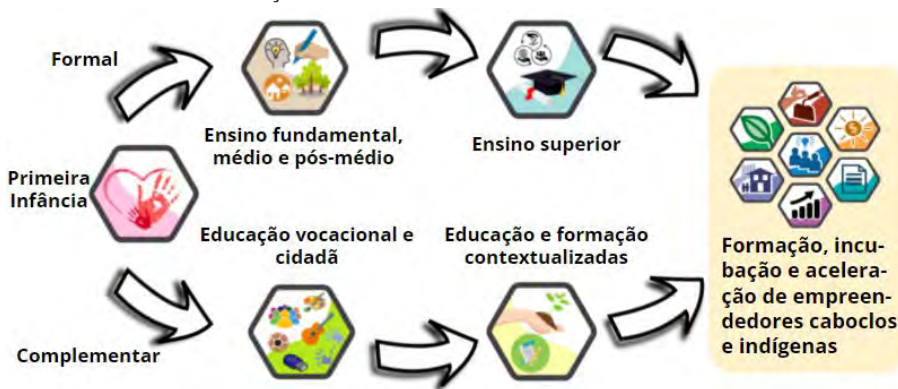 Formal
Ensino fundamental,
médio e pós-médio
Ensino superior
Primeira
Infância
Educação vocacional e
cidadã
Educação e formação
contextualizadas
Formação, incu-
bação e acelera-
ção de empreen-
dedores caboclos
e indígenas
Complementar